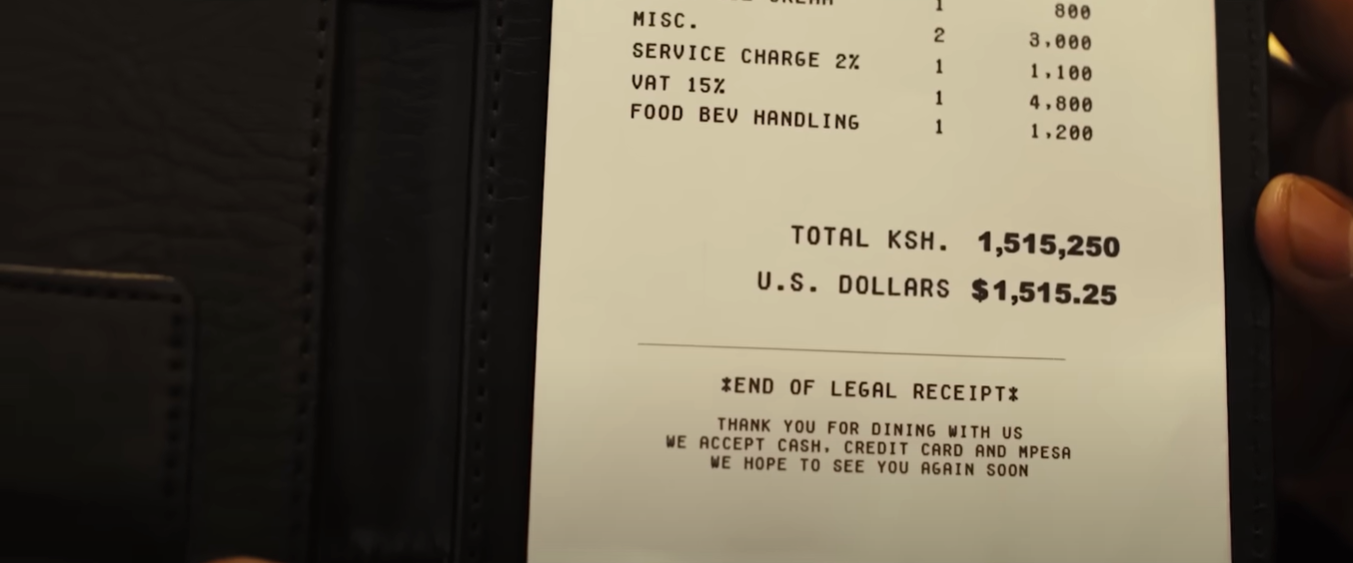 1 800
MISC. 2 3,000
SERVICE CHARGE 2% 1 1,100
VAT 15% 1 4,800
FOOD BEV HANDLING 1 1,200
TOTAL KSH. 1,515,250
U.S. DOLLARS $1,515.25
*END OF LEGAL RECEIPT*
THANK YOU FOR DINING WITH US
WE ACCEPT CASH, CREDIT CARD AND MPESA
WE HOPE TO SEE YOU AGAIN SOON